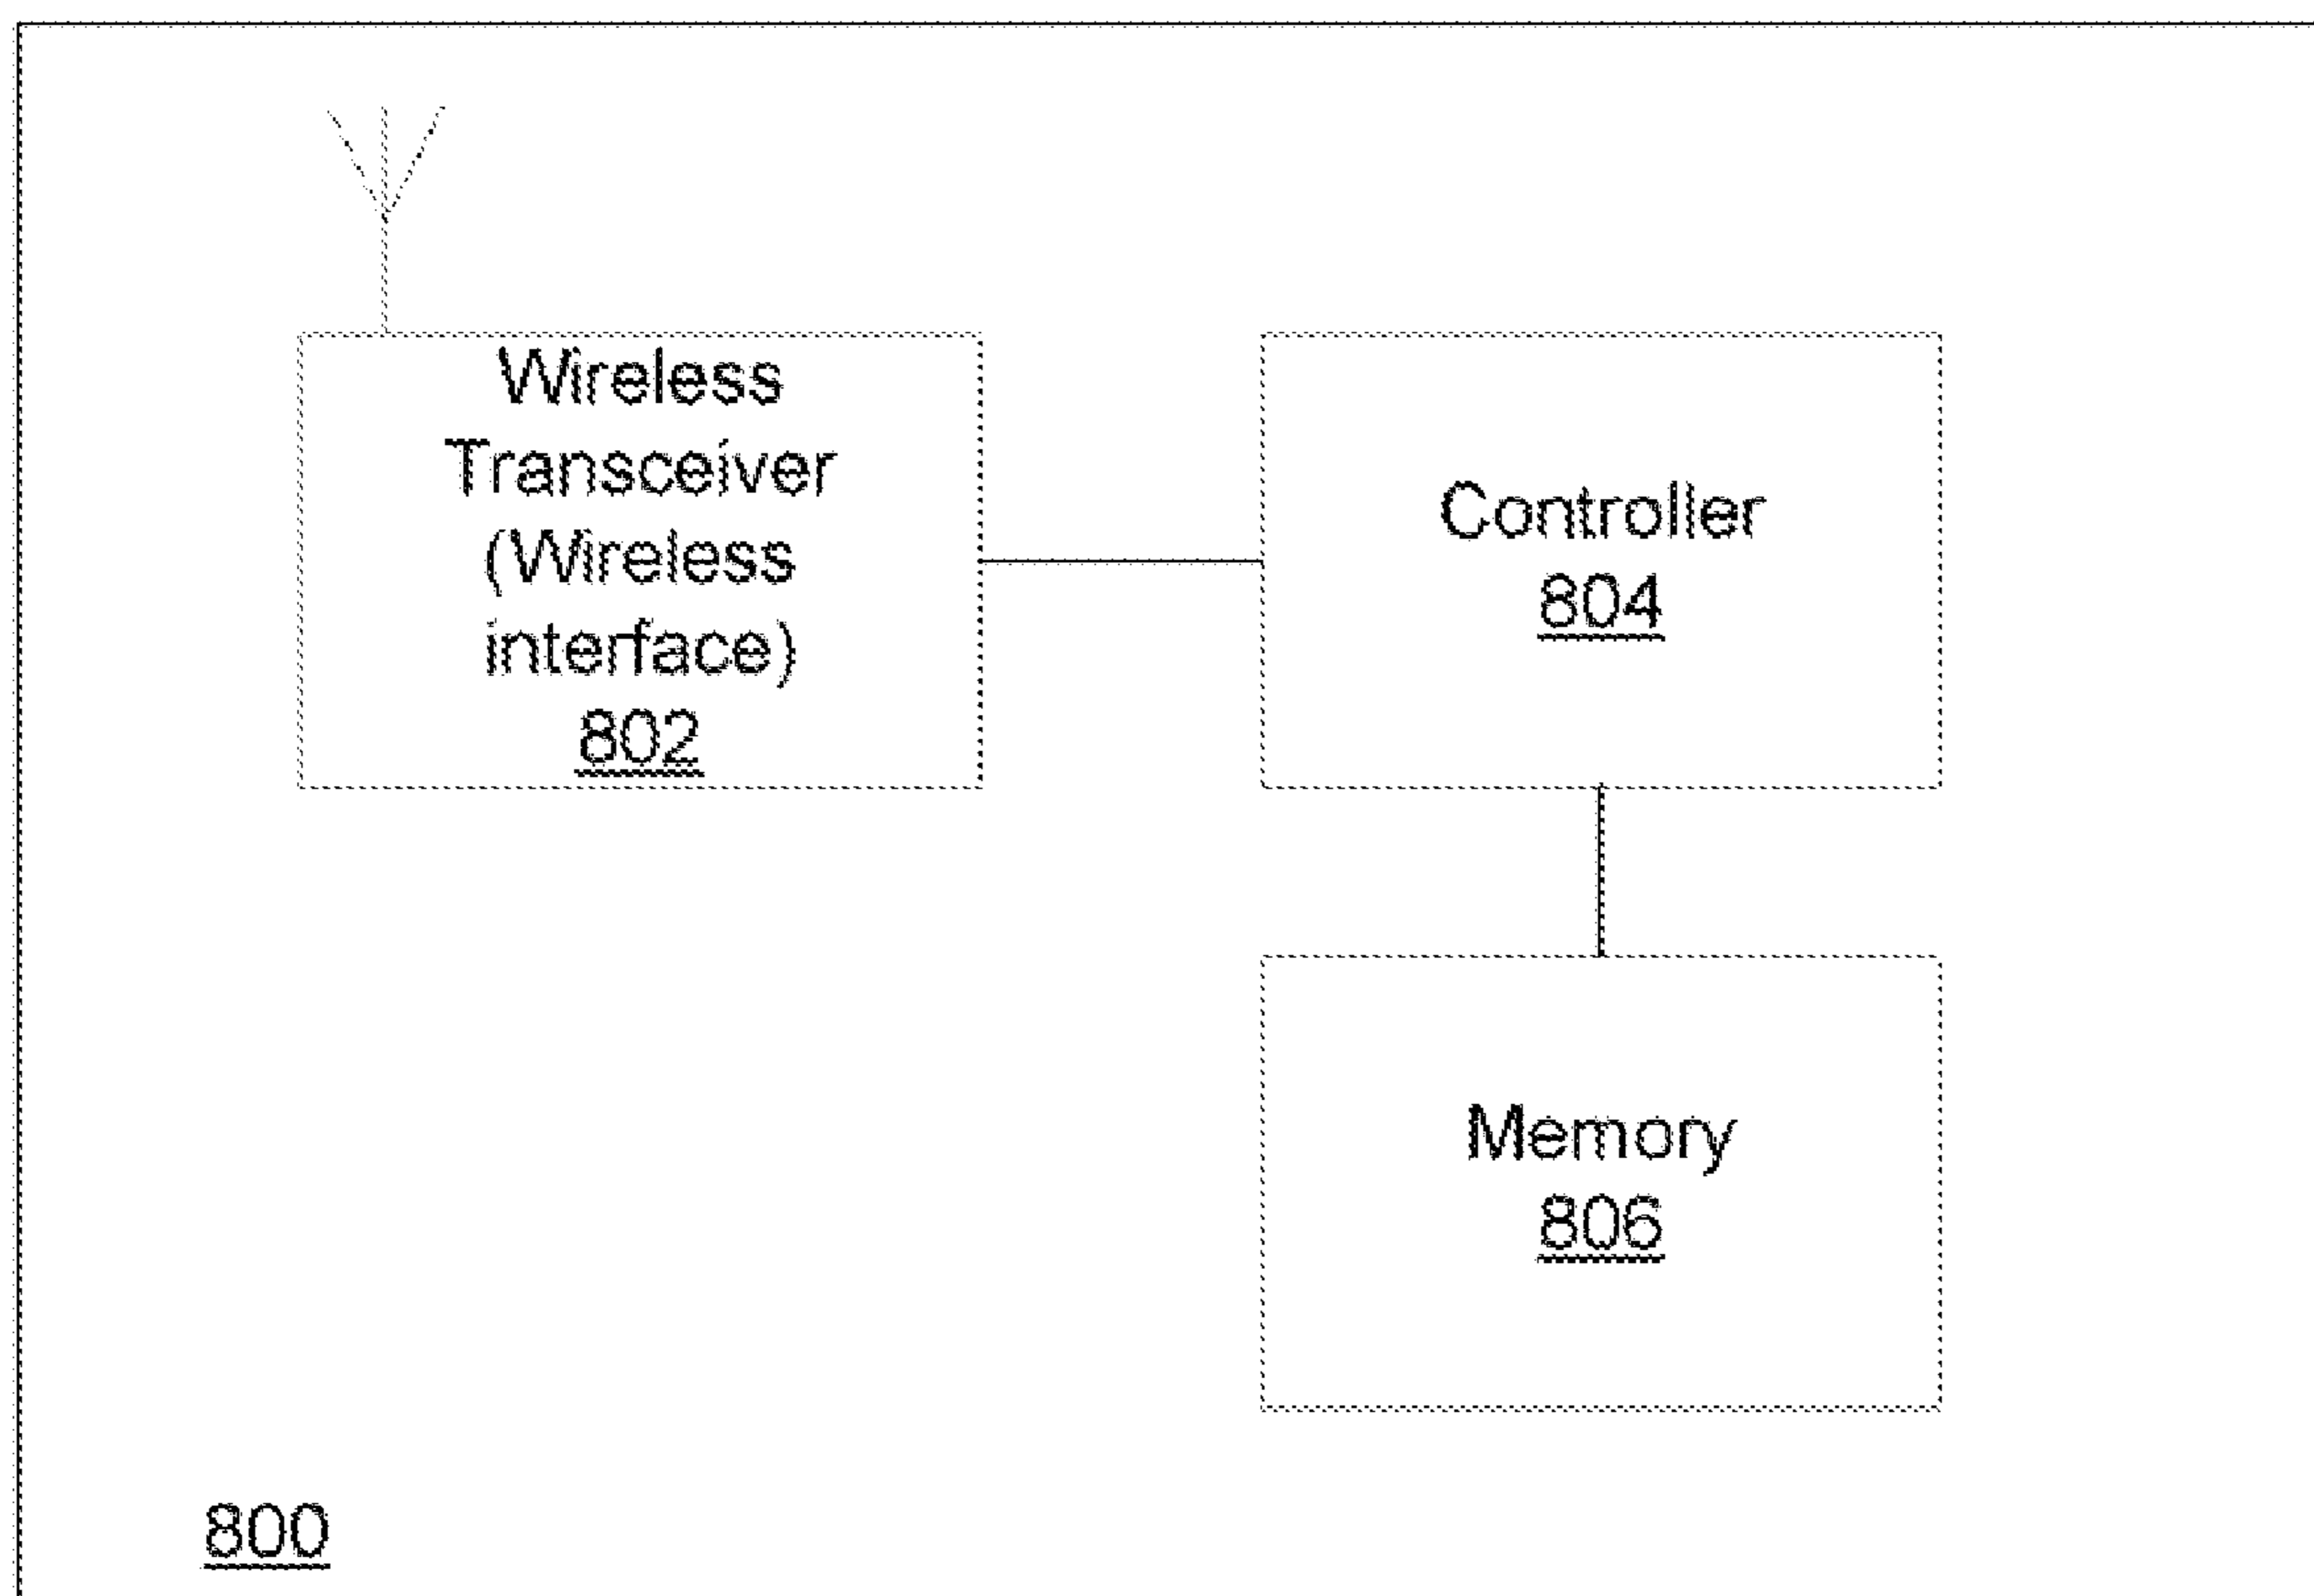 Wireless
Transceiver
(Wireless
interface)
802
Controller
804
Memory
806
800